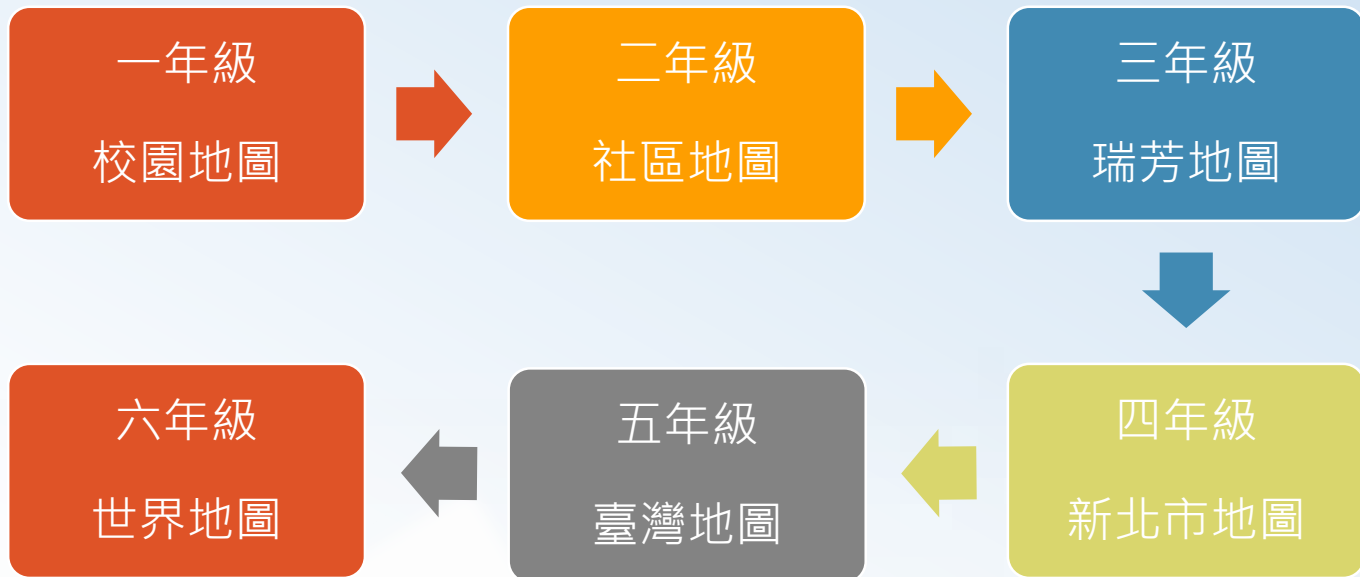 一年級
校園地圖
二年級
社區地圖
三年級
瑞芳地圖
四年級
新北市地圖
五年級
臺灣地圖
六年級
世界地圖